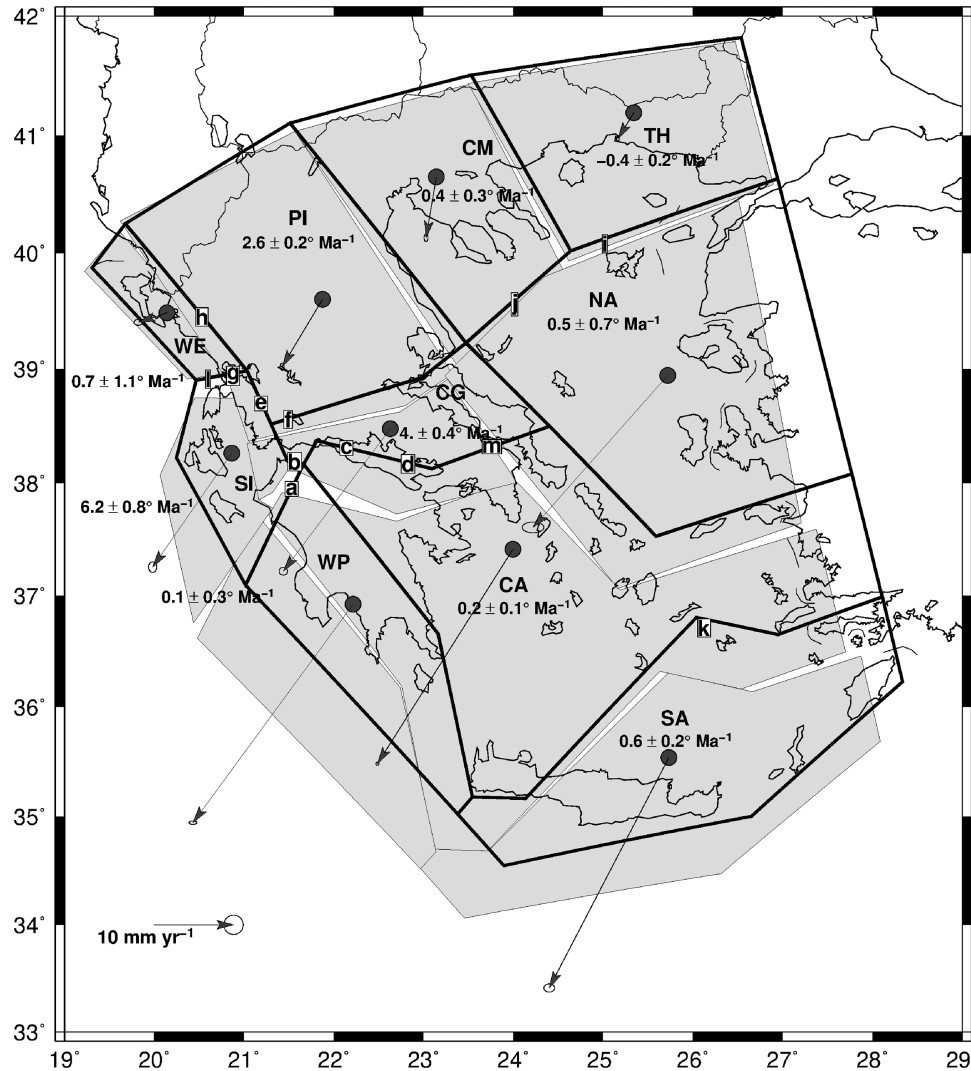 42°
41°
40°
39°
38°
37°
36°
35°
34°
33°
TH
−0.4 ± 0.2° Ma⁻¹
CM
0.4 ± 0.3° Ma⁻¹
PI
2.6 ± 0.2° Ma⁻¹
i
NA
0.5 ± 0.7° Ma⁻¹
j
h
WE
0.7 ± 1.1° Ma⁻¹
l
g
e
f
CG
4. ± 0.4° Ma⁻¹
m
c
d
b
a
SI
6.2 ± 0.8° Ma⁻¹
WP
0.1 ± 0.3° Ma⁻¹
CA
0.2 ± 0.1° Ma⁻¹
k
SA
0.6 ± 0.2° Ma⁻¹
10 mm yr⁻¹
19° 20° 21° 22° 23° 24° 25° 26° 27° 28° 29